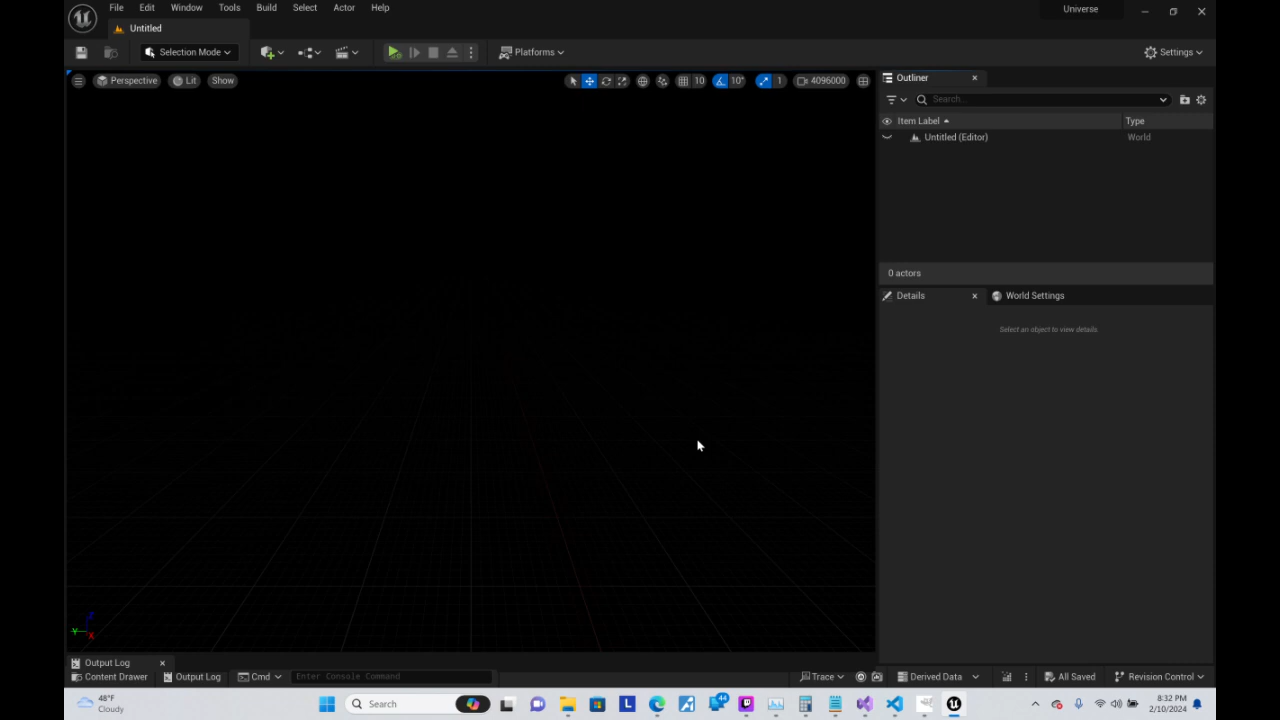 File Edit Window Tools Build Select Actor Help
Universe
Untitled
Selection Mode
Platforms
Settings
Perspective
Lit
Show
10
10°
1
4096000
Outliner
Search...
Item Label
Type
Untitled (Editor)
World
0 actors
Details
World Settings
Select an object to view details.
Z
Y
X
Output Log
Content Drawer
Output Log
Cmd
Enter Console Command
Trace
Derived Data
All Saved
Revision Control
48°F
Cloudy
Search
44
8:32 PM
2/10/2024